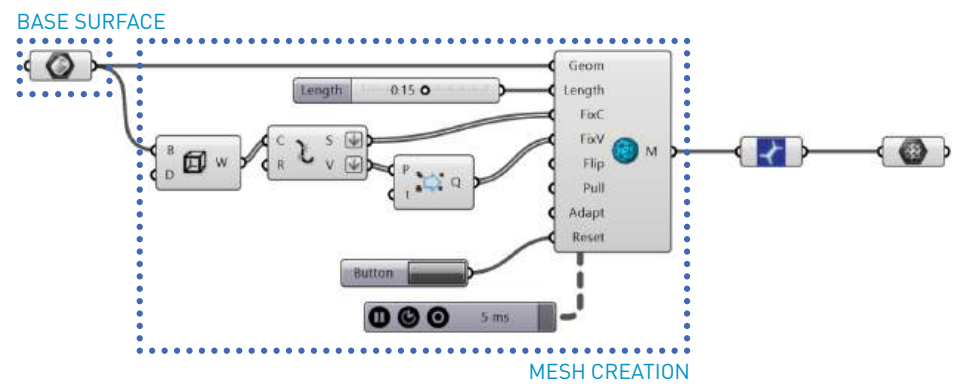 BASE SURFACE
Geom
Length 0.15
Length
B
D
W
C
R
S
V
FixC
FixV
P
t
Q
Flip
M
Pull
Adapt
Reset
Button
5 ms
MESH CREATION